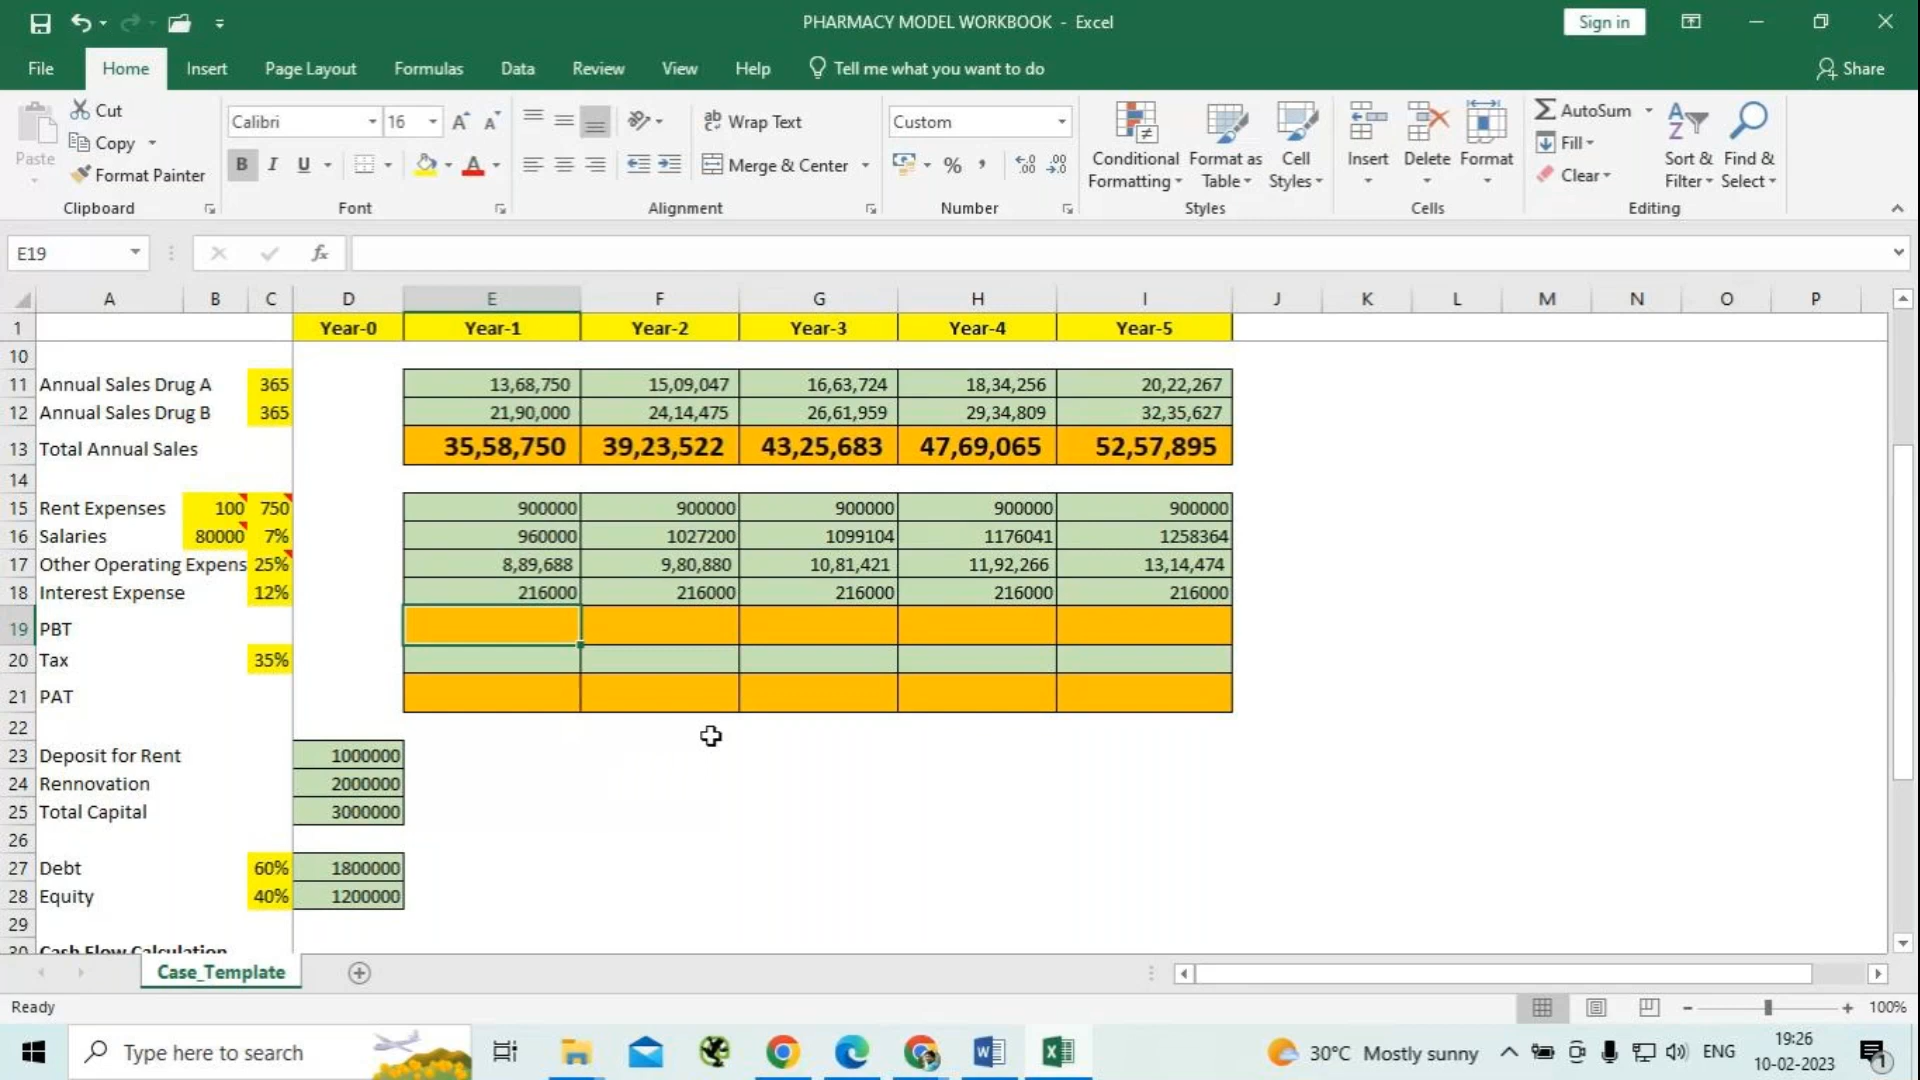 PHARMACY MODEL WORKBOOK - Excel
Sign in
File Home Insert Page Layout Formulas Data Review View Help Tell me what you want to do Share
Paste
Cut
Copy
Format Painter
Clipboard
Calibri 16
B I U
Font
Wrap Text
Merge & Center
Alignment
Custom
%
Number
Conditional Formatting
Format as Table
Cell Styles
Styles
Insert Delete Format
Cells
AutoSum
Fill
Clear
Sort & Filter
Find & Select
Editing
E19 fx
A B C D E F G H I J K L M N O P
1 Year-0 Year-1 Year-2 Year-3 Year-4 Year-5
10
11 Annual Sales Drug A 365 13,68,750 15,09,047 16,63,724 18,34,256 20,22,267
12 Annual Sales Drug B 365 21,90,000 24,14,475 26,61,959 29,34,809 32,35,627
13 Total Annual Sales 35,58,750 39,23,522 43,25,683 47,69,065 52,57,895
14
15 Rent Expenses 100 750 900000 900000 900000 900000 900000
16 Salaries 80000 7% 960000 1027200 1099104 1176041 1258364
17 Other Operating Expens 25% 8,89,688 9,80,880 10,81,421 11,92,266 13,14,474
18 Interest Expense 12% 216000 216000 216000 216000 216000
19 PBT
20 Tax 35%
21 PAT
22
23 Deposit for Rent 1000000
24 Rennovation 2000000
25 Total Capital 3000000
26
27 Debt 60% 1800000
28 Equity 40% 1200000
29
30 Cash Flow Calculation
Case_Template
Ready 100%
Type here to search
30°C Mostly sunny ENG
19:26
10-02-2023
1